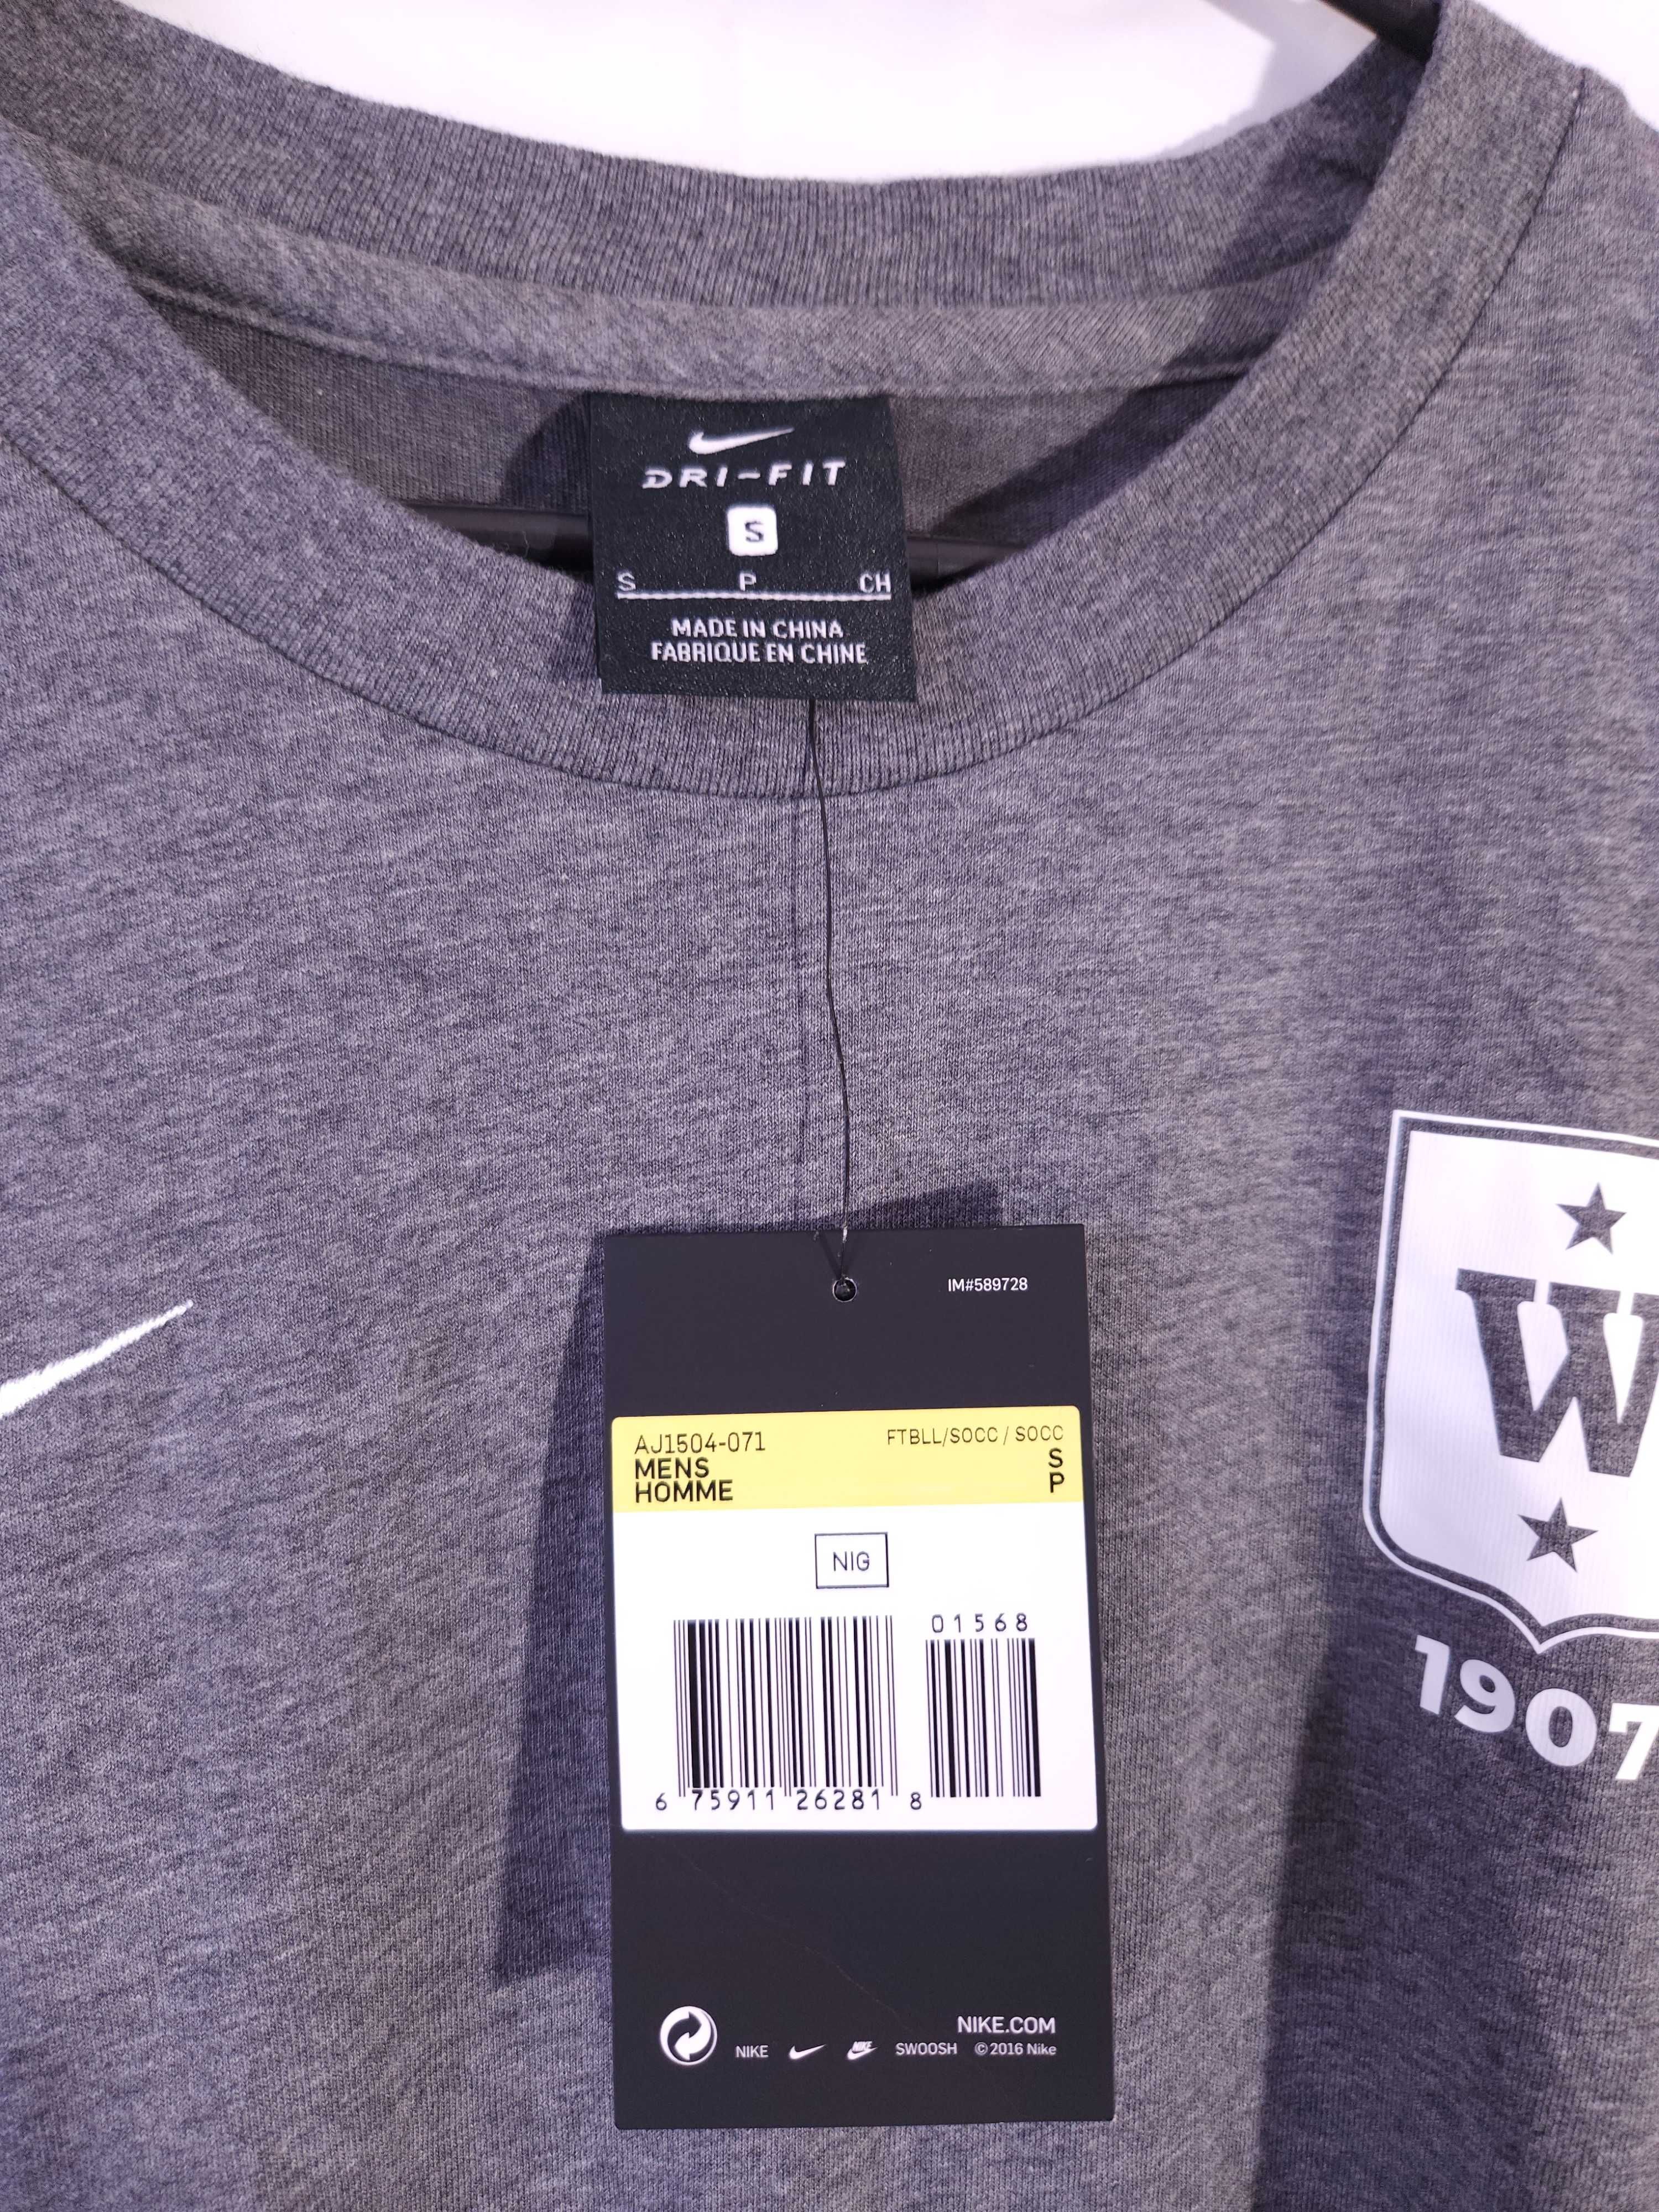 DRI-FIT
S
S P CH
MADE IN CHINA
FABRIQUE EN CHINE
IM#589728
AJ1504-071 FTBLL/SOCC / SOCC
MENS S
HOMME P
NIG
01568
6 75911 26281 8
NIKE.COM
NIKE NIKE SWOOSH © 2016 Nike
W
1907